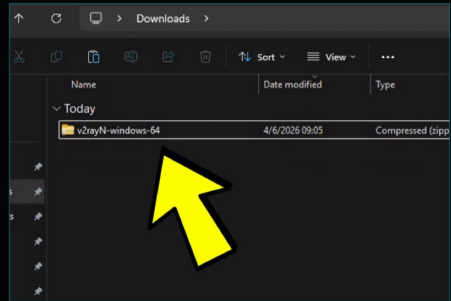 Downloads
Sort
View
Name Date modified Type
Today
v2rayN-windows-64 4/6/2026 09:05 Compressed (zipp
s
s